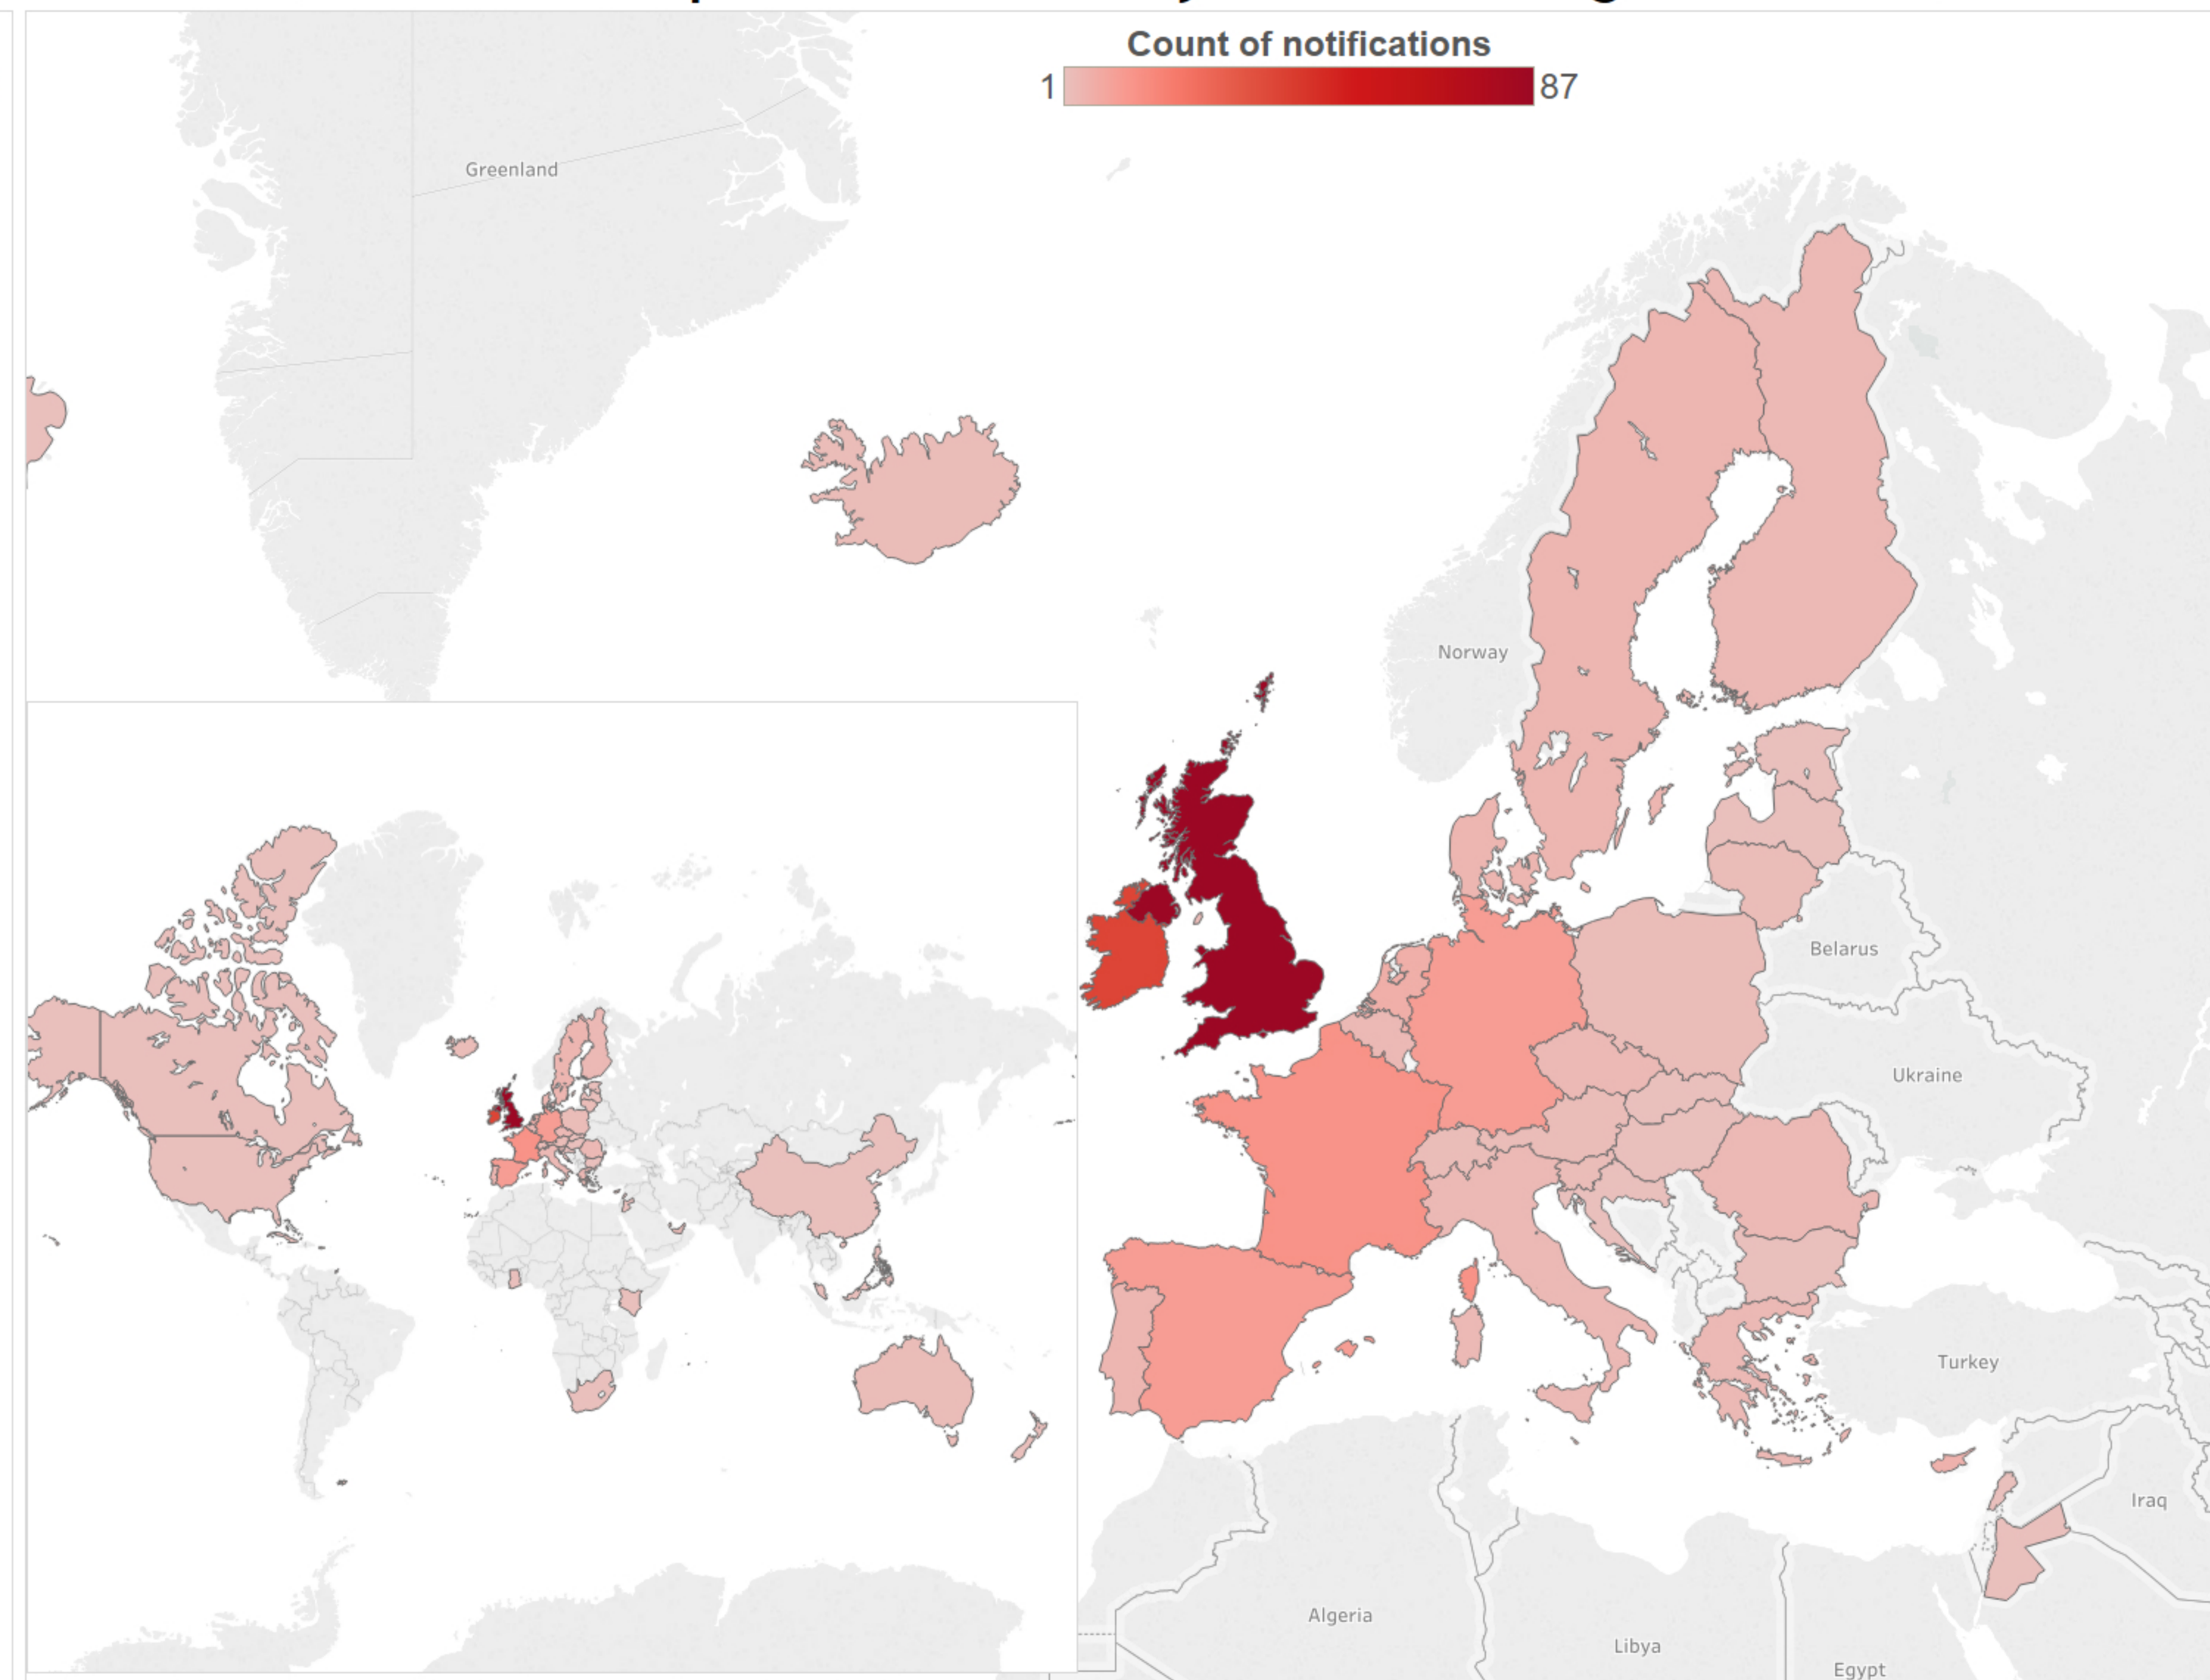 Count of notifications
1 87
Greenland
Norway
Belarus
Ukraine
Turkey
Iraq
Algeria
Libya
Egypt